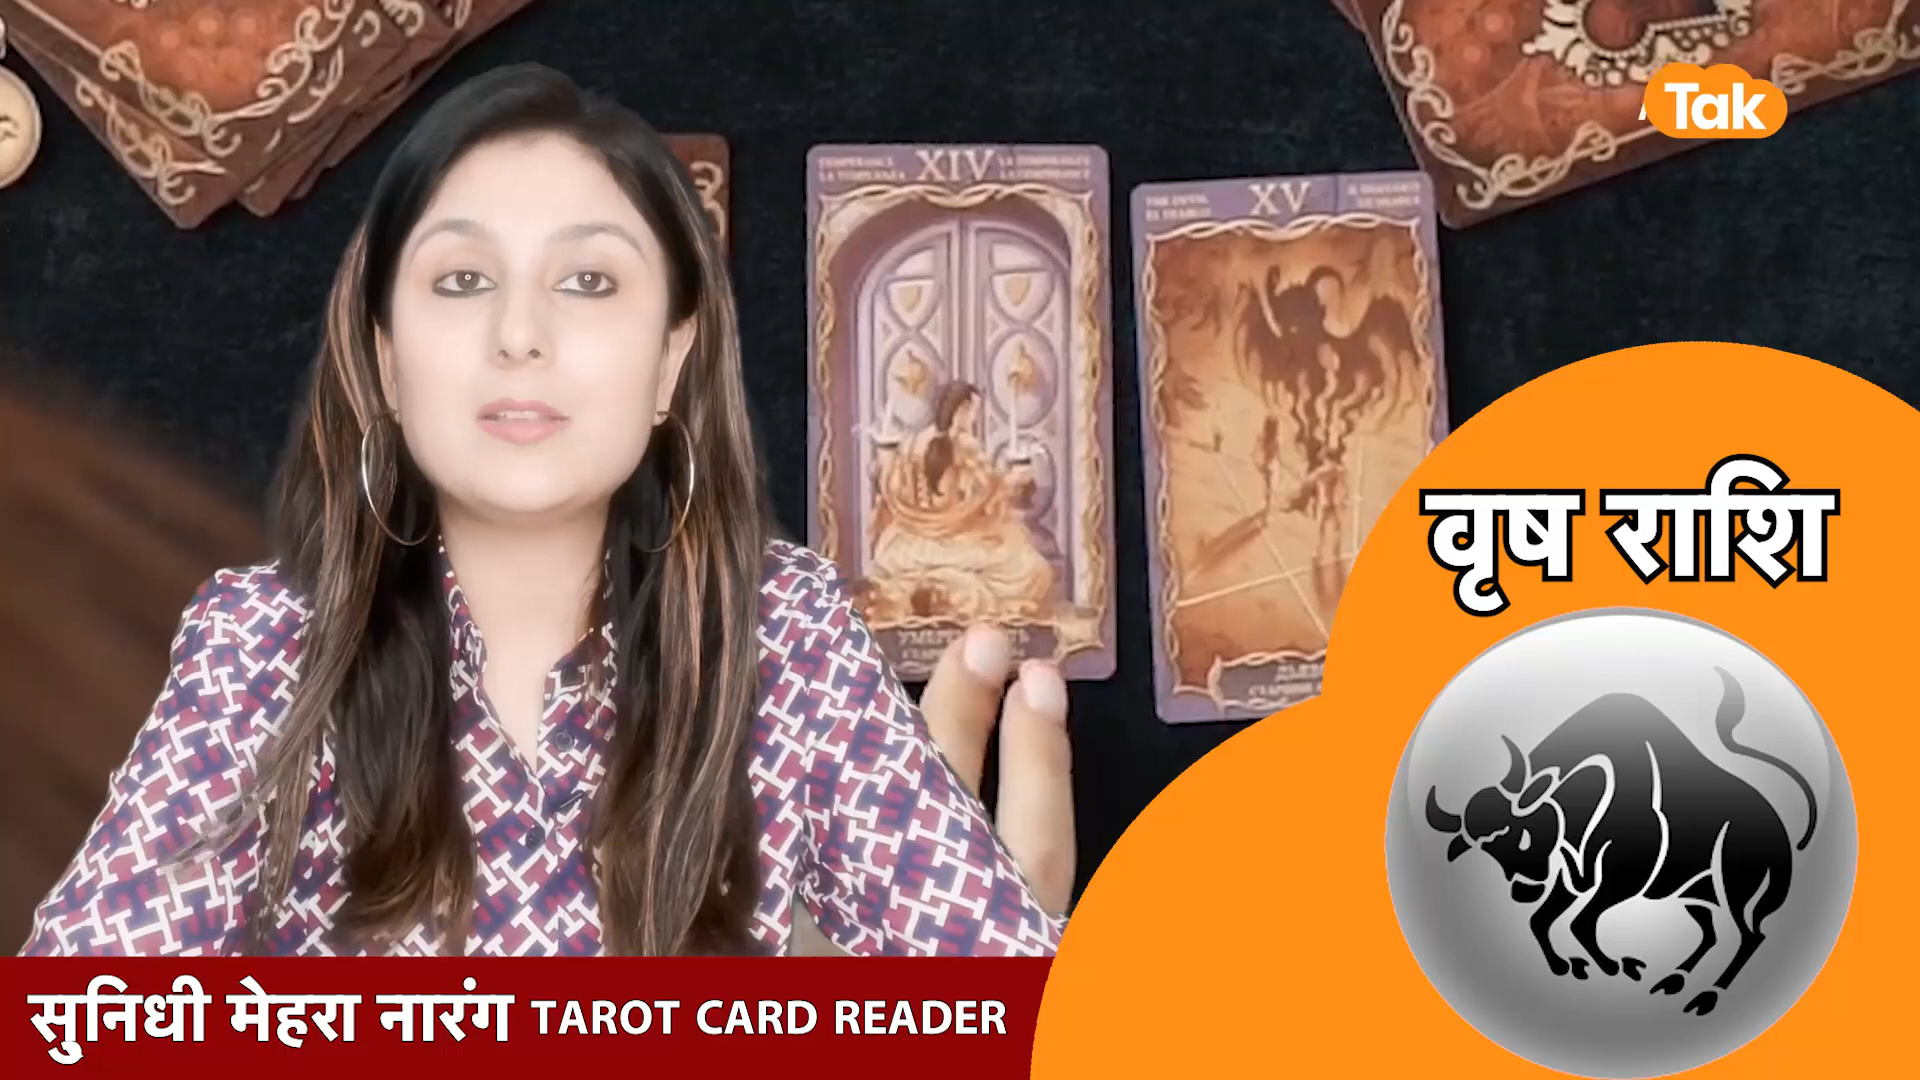 Tak
XIV
XV
वृष राशि
सुनिधी मेहरा नारंग TAROT CARD READER